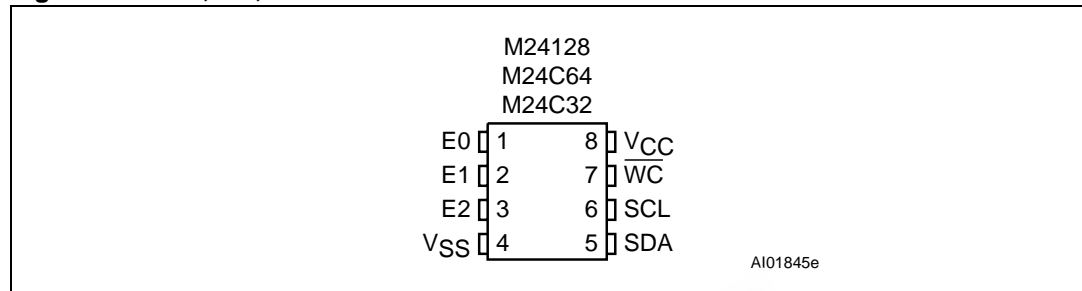 M24128
M24C64
M24C32
E0 1 8 VCC
E1 2 7 W̅C̅
E2 3 6 SCL
VSS 4 5 SDA
AI01845e